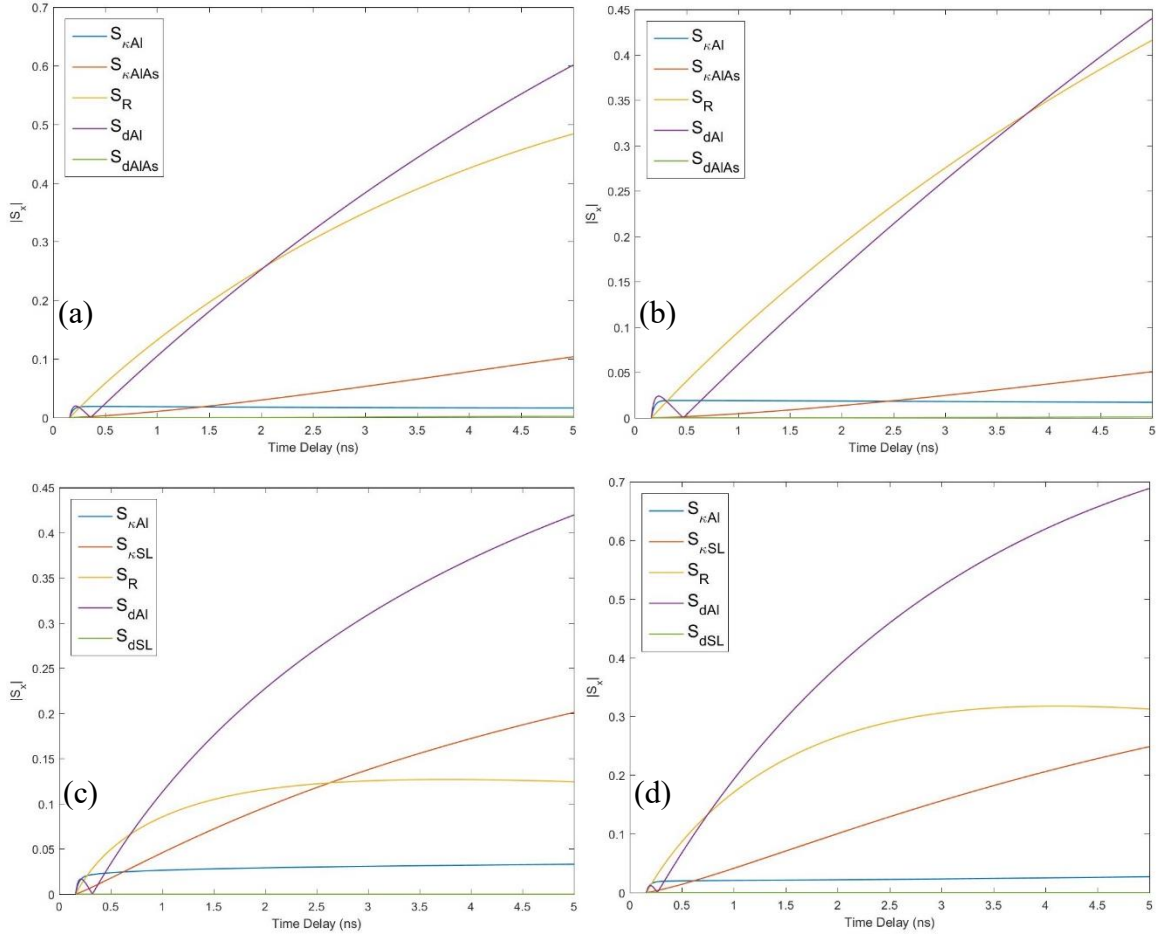 0.7
0.6
0.5
0.4
0.3
0.2
0.1
0
|Sₓ|
S_κAl
S_κAlAs
S_R
S_dAl
S_dAlAs
(a)
0 0.5 1 1.5 2 2.5 3 3.5 4 4.5 5
Time Delay (ns)
0.45
0.4
0.35
0.3
0.25
0.2
0.15
0.1
0.05
0
|Sₓ|
S_κAl
S_κAlAs
S_R
S_dAl
S_dAlAs
(b)
0 0.5 1 1.5 2 2.5 3 3.5 4 4.5 5
Time Delay (ns)
0.45
0.4
0.35
0.3
0.25
0.2
0.15
0.1
0.05
0
|Sₓ|
S_κAl
S_κSL
S_R
S_dAl
S_dSL
(c)
0 0.5 1 1.5 2 2.5 3 3.5 4 4.5 5
Time Delay (ns)
0.7
0.6
0.5
0.4
0.3
0.2
0.1
0
|Sₓ|
S_κAl
S_κSL
S_R
S_dAl
S_dSL
(d)
0 0.5 1 1.5 2 2.5 3 3.5 4 4.5 5
Time Delay (ns)